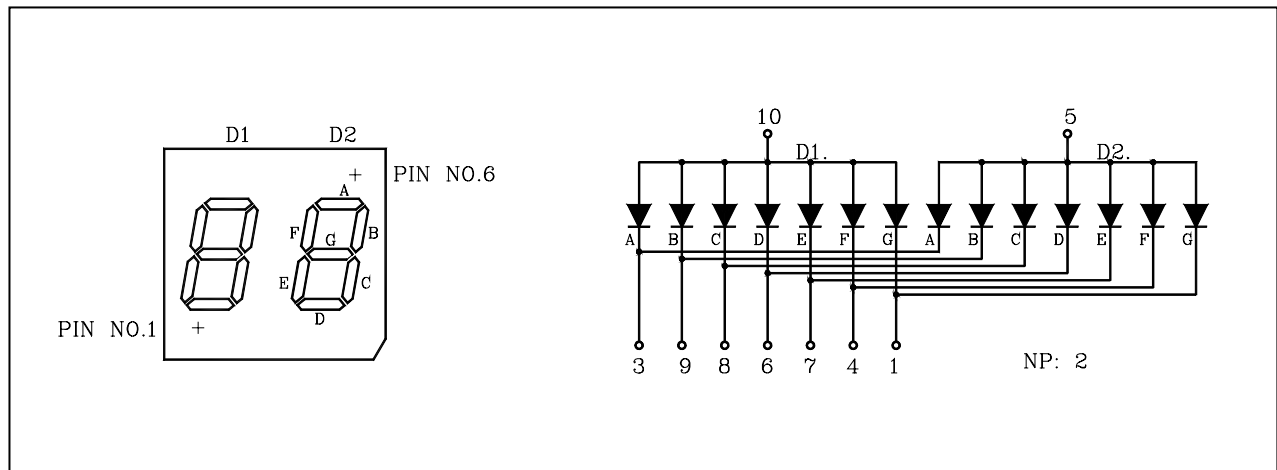 D1 D2
PIN NO.6
A
F B
G
E C
D
PIN NO.1
10 5
D1. D2.
A B C D E F G A B C D E F G
3 9 8 6 7 4 1
NP: 2